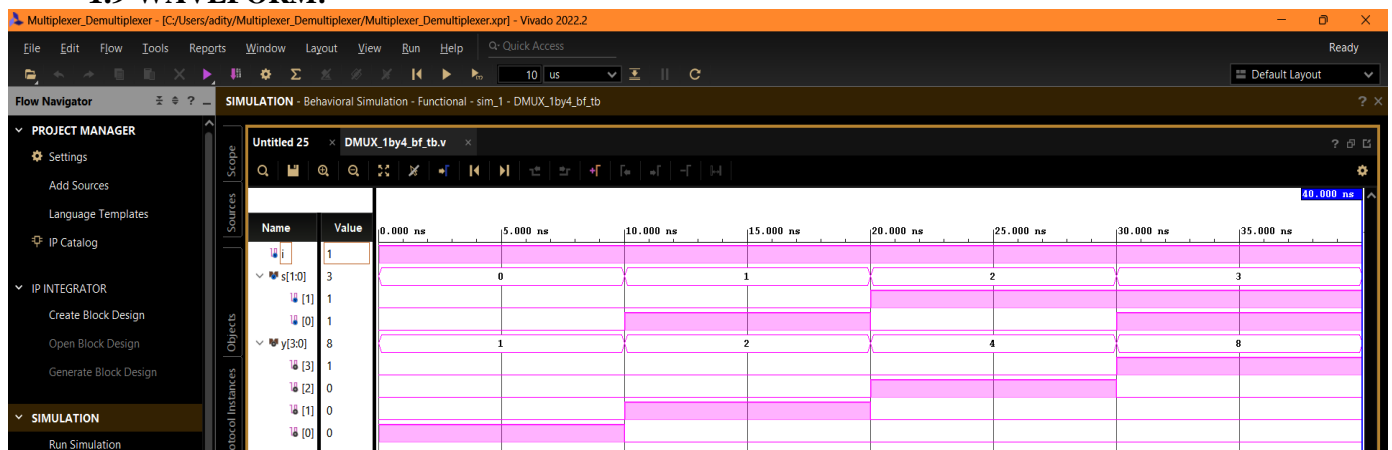 1.9 WAVEFORM:
Multiplexer_Demultiplexer - [C:/Users/adity/Multiplexer_Demultiplexer/Multiplexer_Demultiplexer.xpr] - Vivado 2022.2
File Edit Flow Tools Reports Window Layout View Run Help Quick Access Ready
10 us Default Layout
Flow Navigator ? SIMULATION - Behavioral Simulation - Functional - sim_1 - DMUX_1by4_bf_tb ?
PROJECT MANAGER
Settings
Add Sources
Language Templates
IP Catalog
IP INTEGRATOR
Create Block Design
Open Block Design
Generate Block Design
SIMULATION
Run Simulation
Scope
Sources
Objects
Protocol Instances
Untitled 25 DMUX_1by4_bf_tb.v ?
40.000 ns
Name Value 0.000 ns 5.000 ns 10.000 ns 15.000 ns 20.000 ns 25.000 ns 30.000 ns 35.000 ns
i 1
s[1:0] 3 0 1 2 3
[1] 1
[0] 1
y[3:0] 8 1 2 4 8
[3] 1
[2] 0
[1] 0
[0] 0